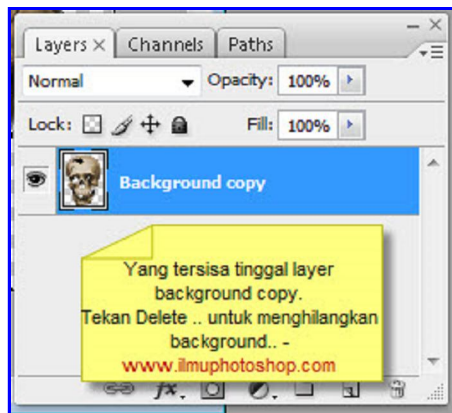 Layers × Channels Paths
Normal Opacity: 100%
Lock: Fill: 100%
Background copy
Yang tersisa tinggal layer
background copy.
Tekan Delete .. untuk menghilangkan
background.. -
www.ilmuphotoshop.com
fx.